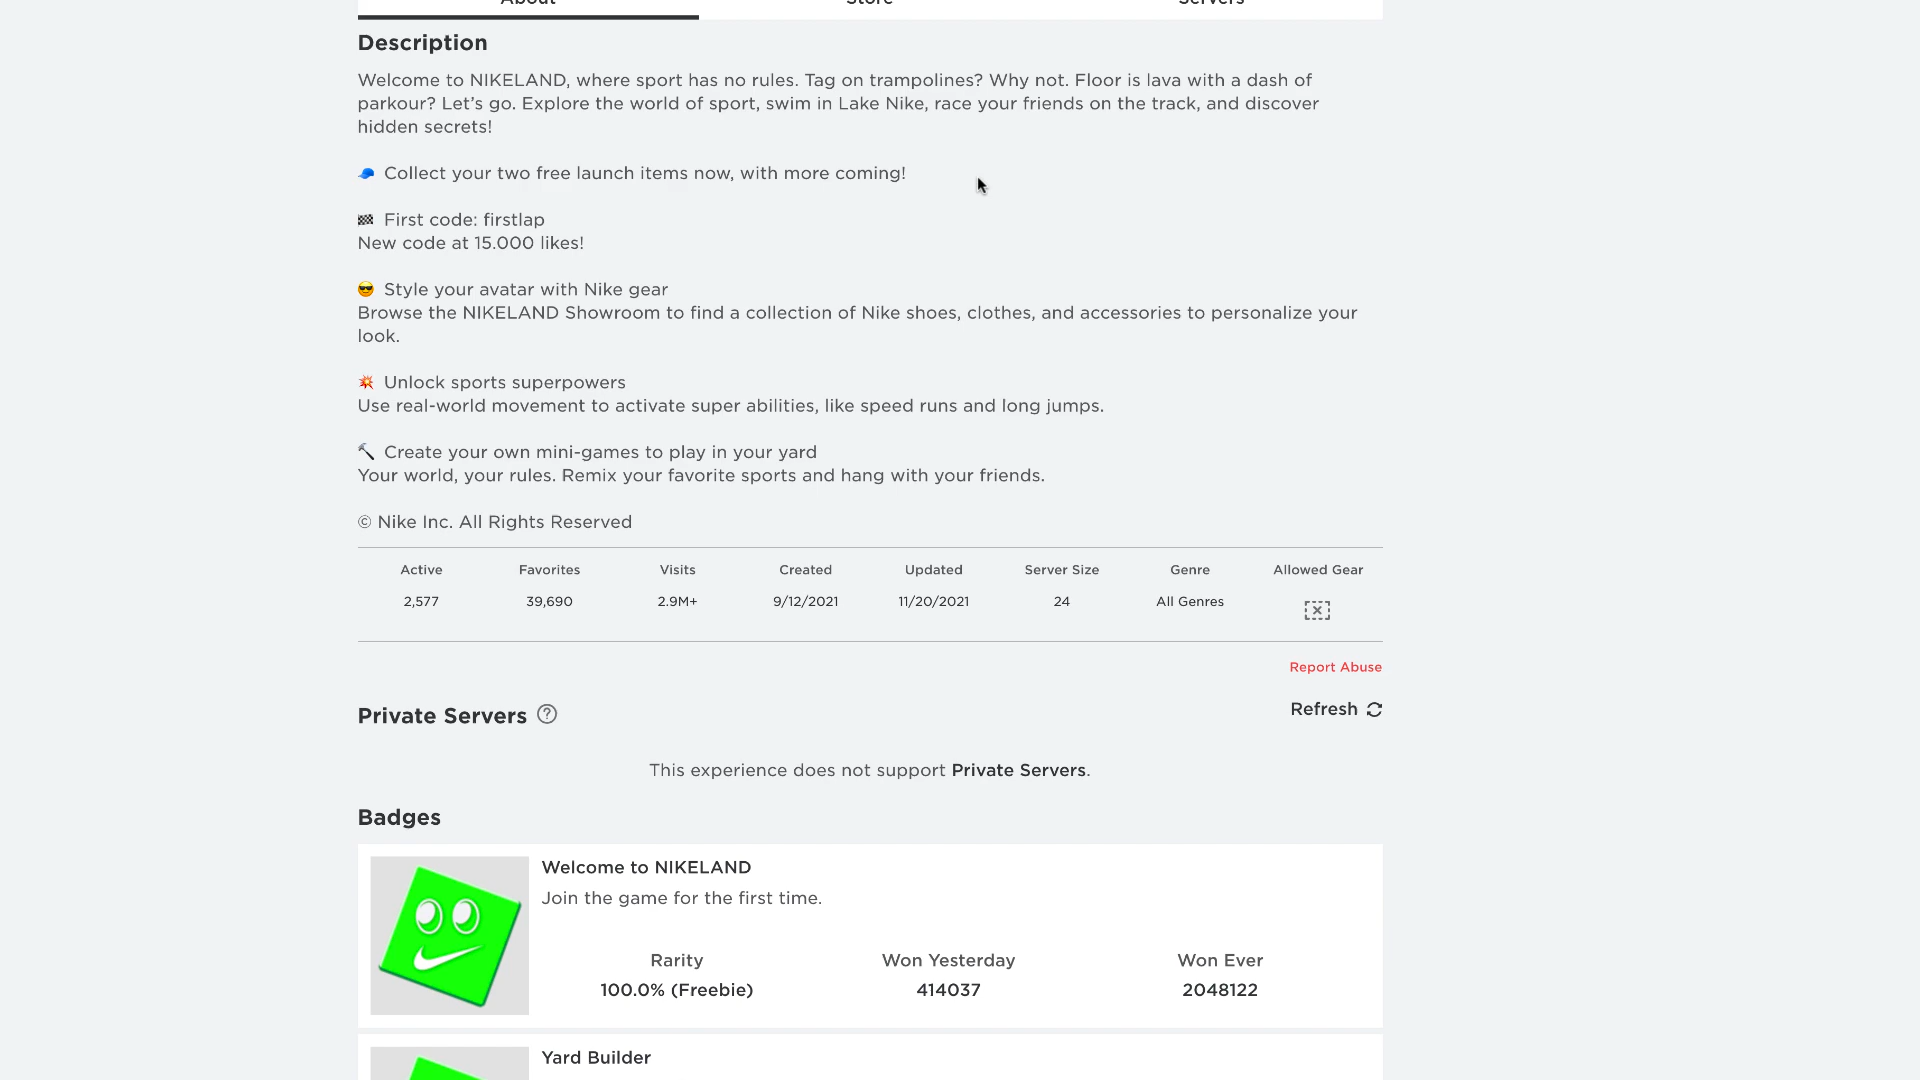 About Store Servers
Description
Welcome to NIKELAND, where sport has no rules. Tag on trampolines? Why not. Floor is lava with a dash of
parkour? Let’s go. Explore the world of sport, swim in Lake Nike, race your friends on the track, and discover
hidden secrets!
🧢 Collect your two free launch items now, with more coming!
🏁 First code: firstlap
New code at 15.000 likes!
😎 Style your avatar with Nike gear
Browse the NIKELAND Showroom to find a collection of Nike shoes, clothes, and accessories to personalize your
look.
💥 Unlock sports superpowers
Use real-world movement to activate super abilities, like speed runs and long jumps.
🔨 Create your own mini-games to play in your yard
Your world, your rules. Remix your favorite sports and hang with your friends.
© Nike Inc. All Rights Reserved
Active Favorites Visits Created Updated Server Size Genre Allowed Gear
2,577 39,690 2.9M+ 9/12/2021 11/20/2021 24 All Genres
Report Abuse
Private Servers
Refresh
This experience does not support Private Servers.
Badges
Welcome to NIKELAND
Join the game for the first time.
Rarity Won Yesterday Won Ever
100.0% (Freebie) 414037 2048122
Yard Builder